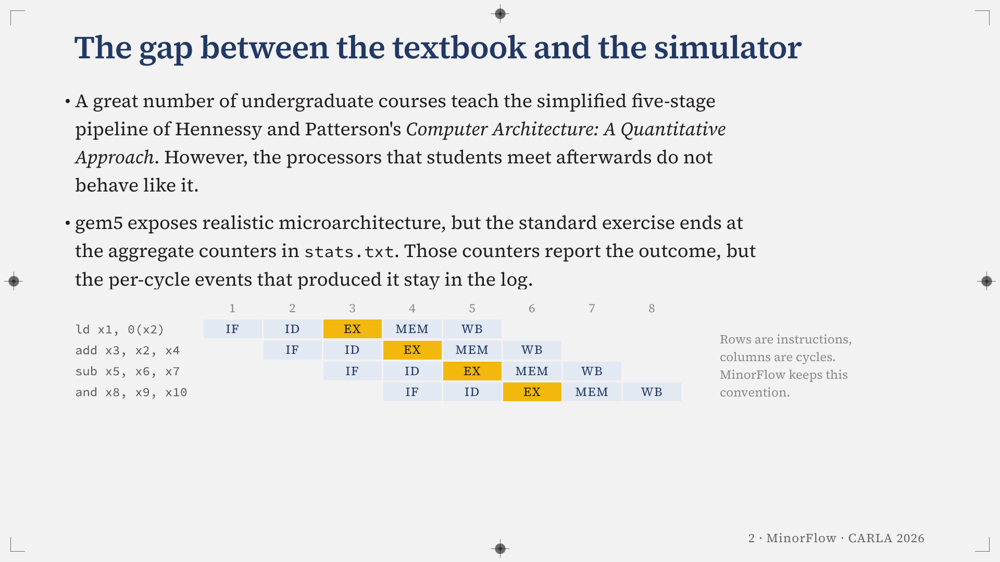 The gap between the textbook and the simulator
• A great number of undergraduate courses teach the simplified five-stage
pipeline of Hennessy and Patterson's Computer Architecture: A Quantitative
Approach. However, the processors that students meet afterwards do not
behave like it.
• gem5 exposes realistic microarchitecture, but the standard exercise ends at
the aggregate counters in stats.txt. Those counters report the outcome, but
the per-cycle events that produced it stay in the log.
1 2 3 4 5 6 7 8
ld x1, 0(x2) IF ID EX MEM WB
add x3, x2, x4 IF ID EX MEM WB
sub x5, x6, x7 IF ID EX MEM WB
and x8, x9, x10 IF ID EX MEM WB
Rows are instructions,
columns are cycles.
MinorFlow keeps this
convention.
2 · MinorFlow · CARLA 2026